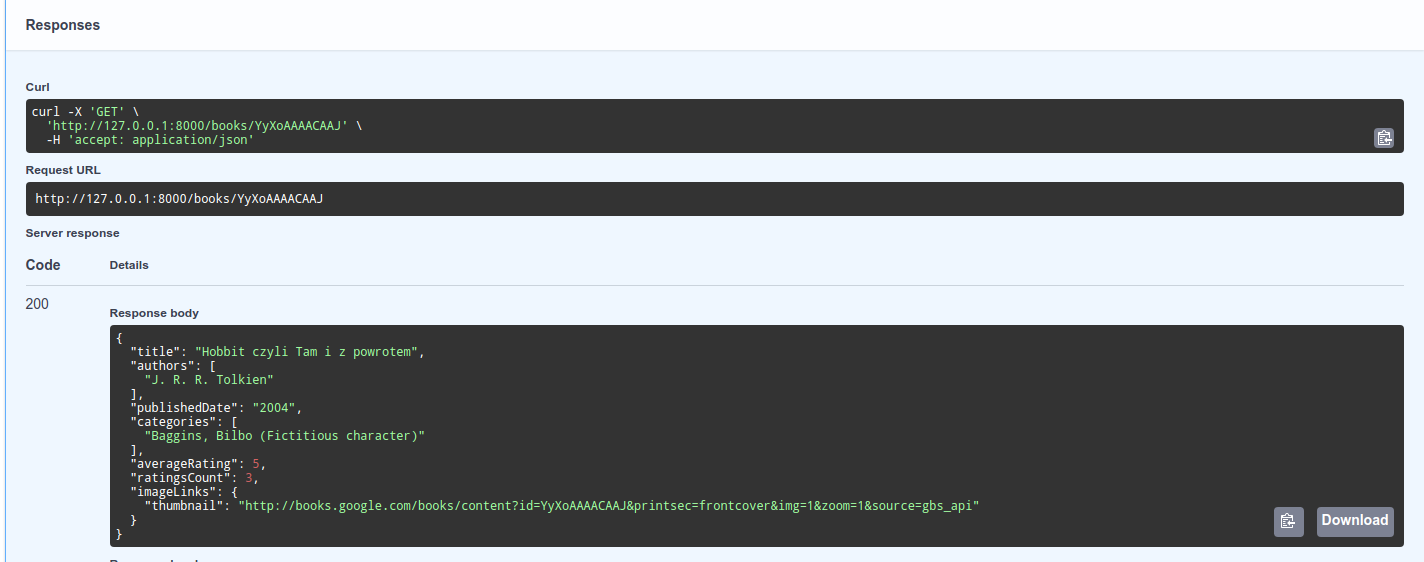 Responses
Curl
curl -X 'GET' \
  'http://127.0.0.1:8000/books/YyXoAAAACAAJ' \
  -H 'accept: application/json'
Request URL
http://127.0.0.1:8000/books/YyXoAAAACAAJ
Server response
Code Details
200
Response body
{
  "title": "Hobbit czyli Tam i z powrotem",
  "authors": [
    "J. R. R. Tolkien"
  ],
  "publishedDate": "2004",
  "categories": [
    "Baggins, Bilbo (Fictitious character)"
  ],
  "averageRating": 5,
  "ratingsCount": 3,
  "imageLinks": {
    "thumbnail": "http://books.google.com/books/content?id=YyXoAAAACAAJ&printsec=frontcover&img=1&zoom=1&source=gbs_api"
  }
}
Download